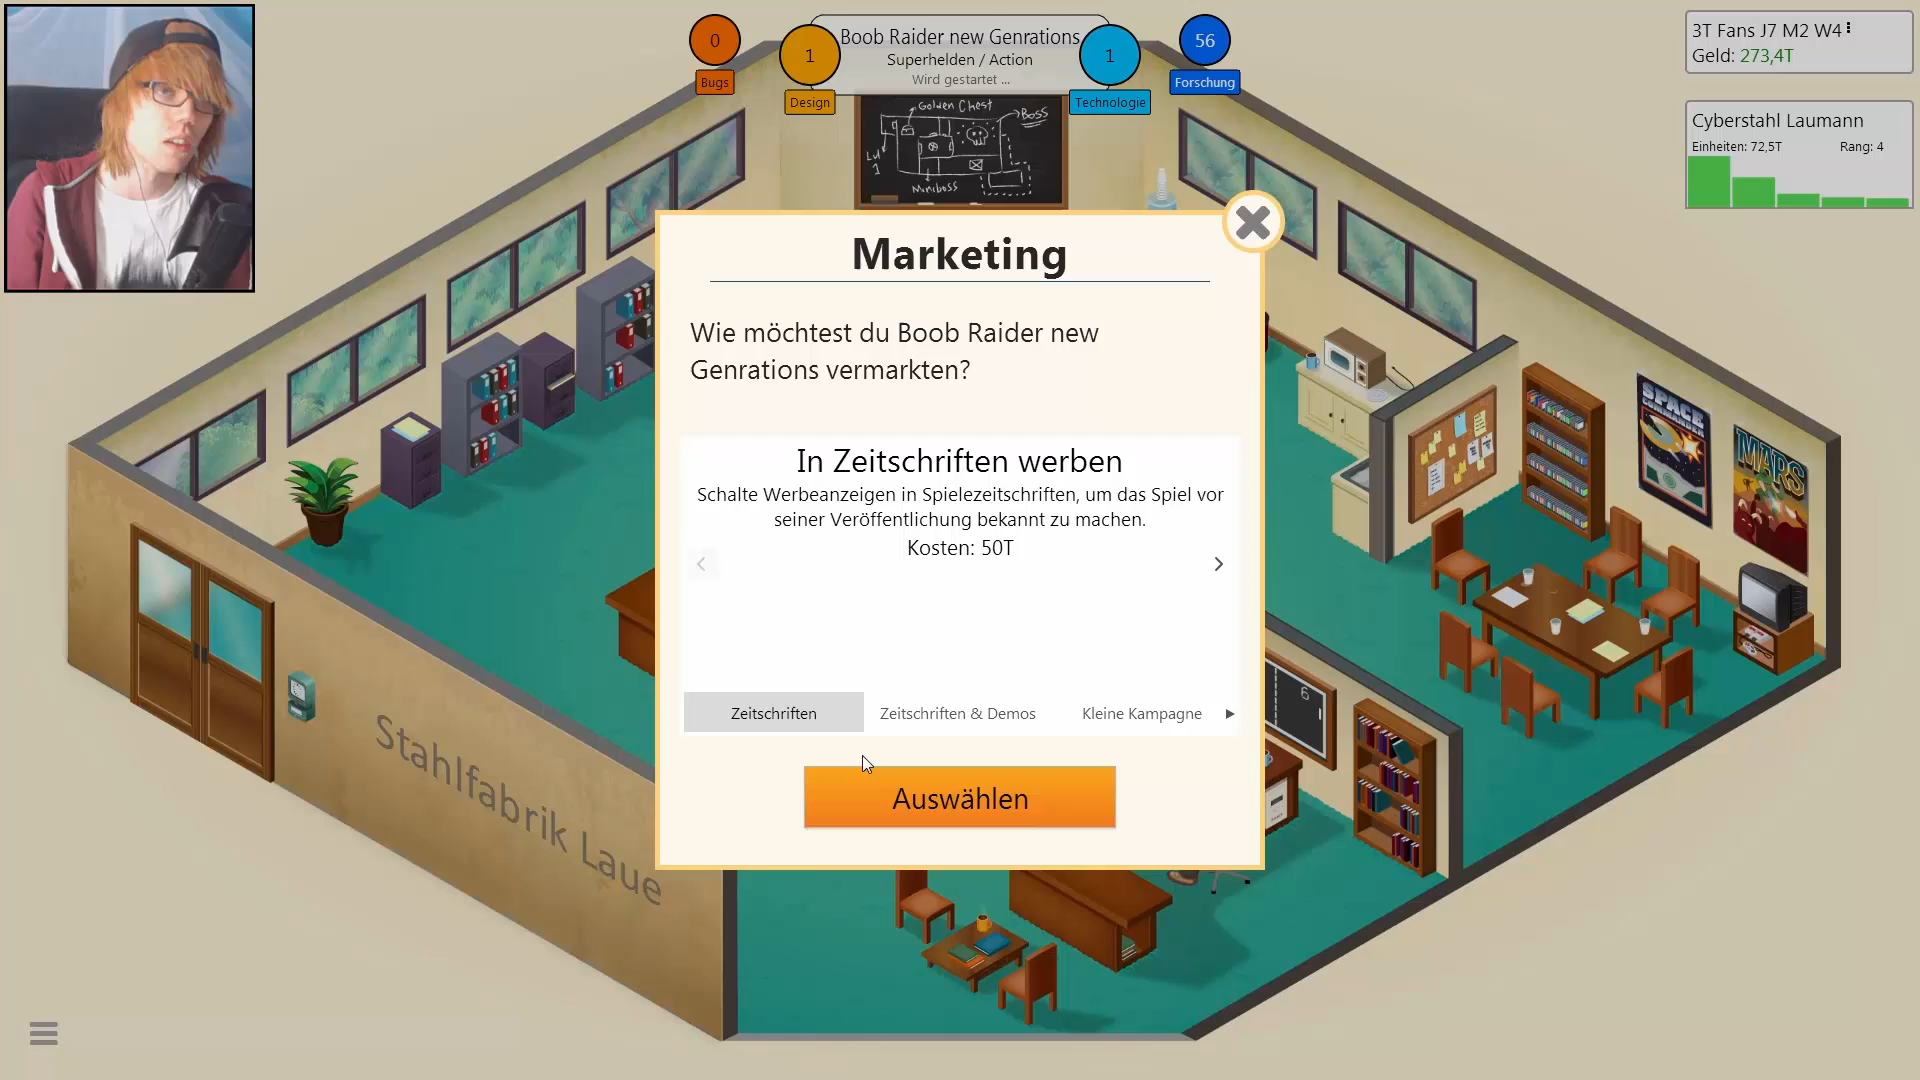 0
Bugs
1
Design
Boob Raider new Genrations
Superhelden / Action
Wird gestartet ...
1
Technologie
56
Forschung
3T Fans J7 M2 W4
Geld: 273,4T
Cyberstahl Laumann
Einheiten: 72,5T
Rang: 4
Golden Chest
Boss
Lvl
1
Miniboss
Marketing
Wie möchtest du Boob Raider new
Genrations vermarkten?
In Zeitschriften werben
Schalte Werbeanzeigen in Spielezeitschriften, um das Spiel vor
seiner Veröffentlichung bekannt zu machen.
Kosten: 50T
Zeitschriften
Zeitschriften & Demos
Kleine Kampagne
Auswählen
SPACE
COMMANDER
MARS
6
Stahlfabrik Laue